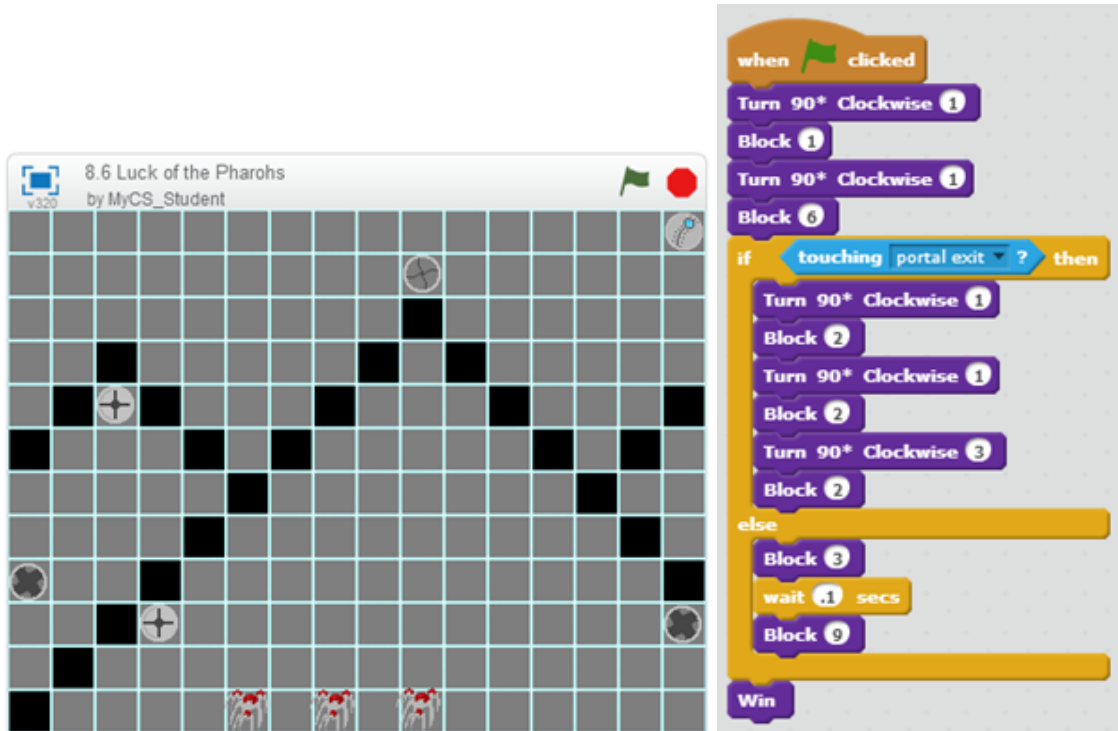 8.6 Luck of the Pharohs
v320
by MyCS_Student
when clicked
Turn 90* Clockwise 1
Block 1
Turn 90* Clockwise 1
Block 6
if touching portal exit ? then
Turn 90* Clockwise 1
Block 2
Turn 90* Clockwise 1
Block 2
Turn 90* Clockwise 3
Block 2
else
Block 3
wait .1 secs
Block 9
Win